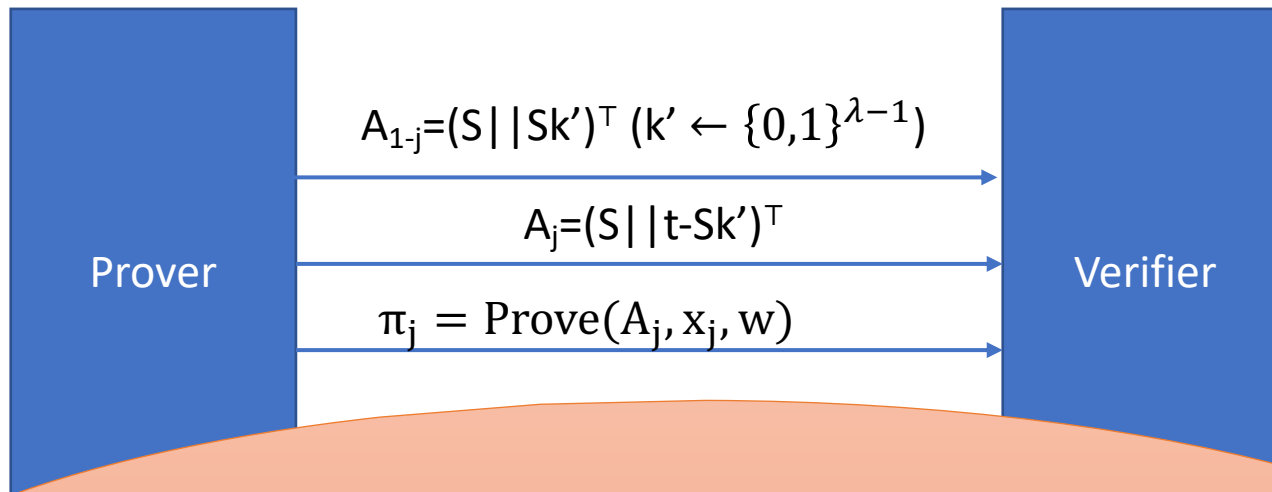 A₁₋ⱼ=(S||Sk’)ᵀ (k’ ← {0,1}^{λ−1})
Aⱼ=(S||t-Sk’)ᵀ
Prover
Verifier
πⱼ = Prove(Aⱼ, xⱼ, w)